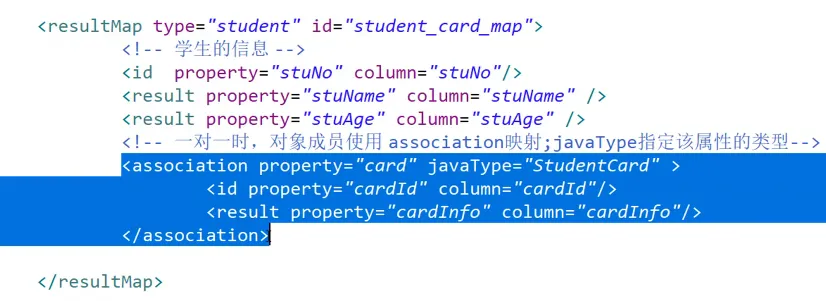 <resultMap type="student" id="student_card_map">
<!-- 学生的信息 -->
<id  property="stuNo" column="stuNo"/>
<result property="stuName" column="stuName" />
<result property="stuAge" column="stuAge" />
<!-- 一对一时，对象成员使用 association映射;javaType指定该属性的类型-->
<association property="card" javaType="StudentCard" >
<id property="cardId" column="cardId"/>
<result property="cardInfo" column="cardInfo"/>
</association>
</resultMap>